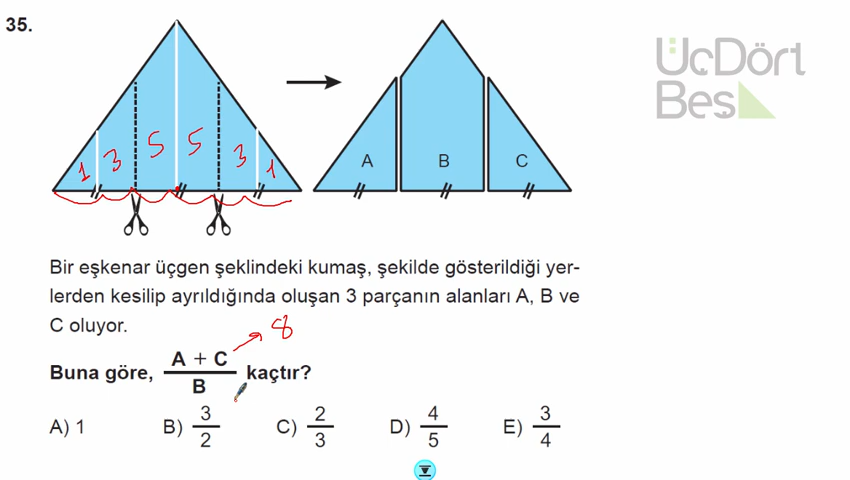 35.
ÜçDört
Beş
1 3 5 5 3 1
A B C
Bir eşkenar üçgen şeklindeki kumaş, şekilde gösterildiği yer-
lerden kesilip ayrıldığında oluşan 3 parçanın alanları A, B ve
C oluyor.
8
Buna göre, A + C / B kaçtır?
A) 1 B) 3/2 C) 2/3 D) 4/5 E) 3/4